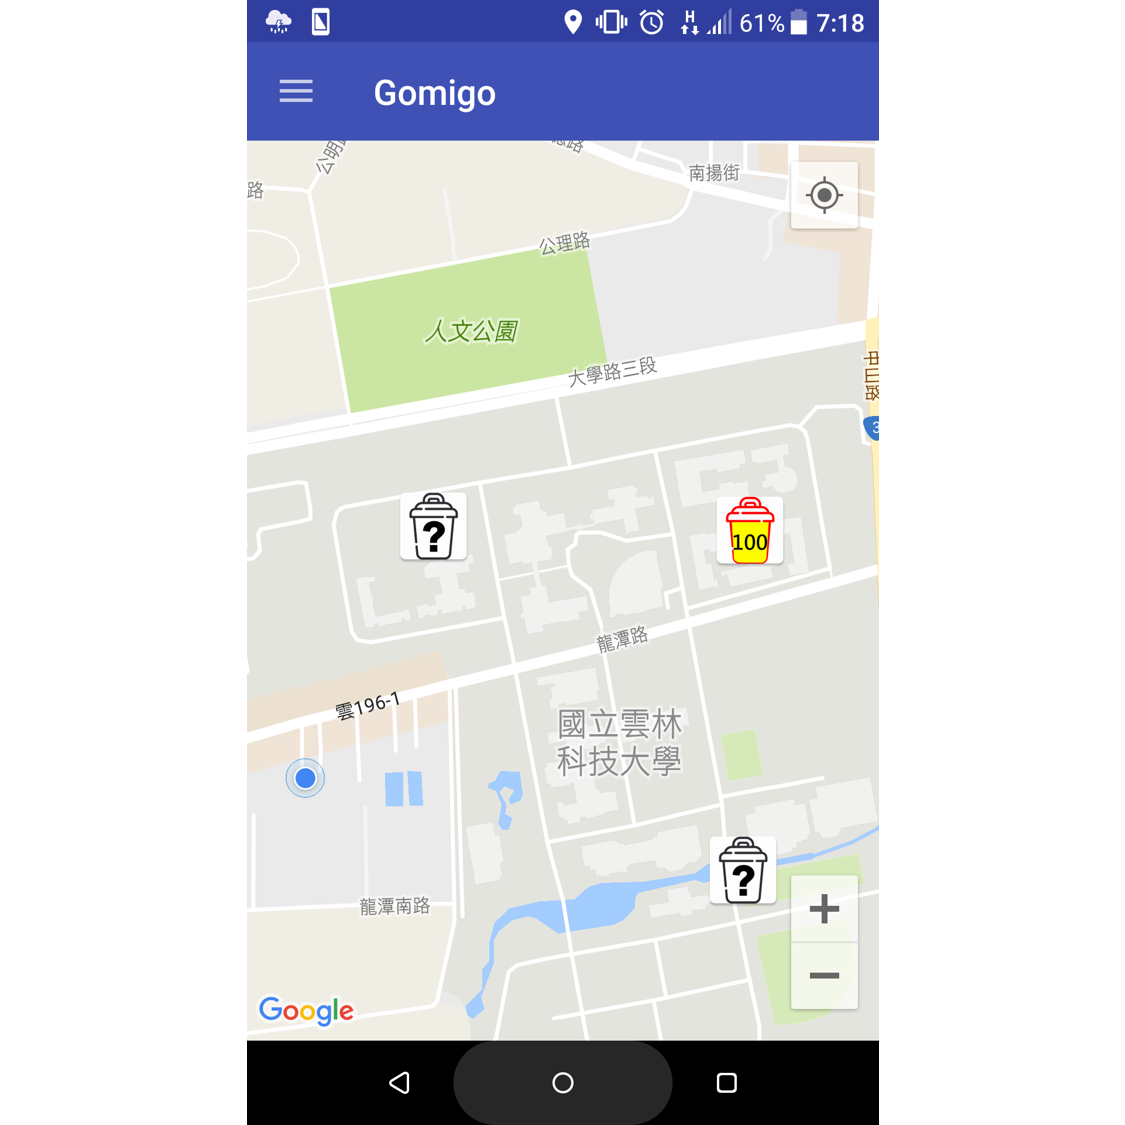 H 61% 7:18
Gomigo
公明
路
南揚街
公理路
人文公園
大學路三段
中山路
3
?
100
龍潭路
雲196-1
國立雲林
科技大學
?
龍潭南路
+
−
Google